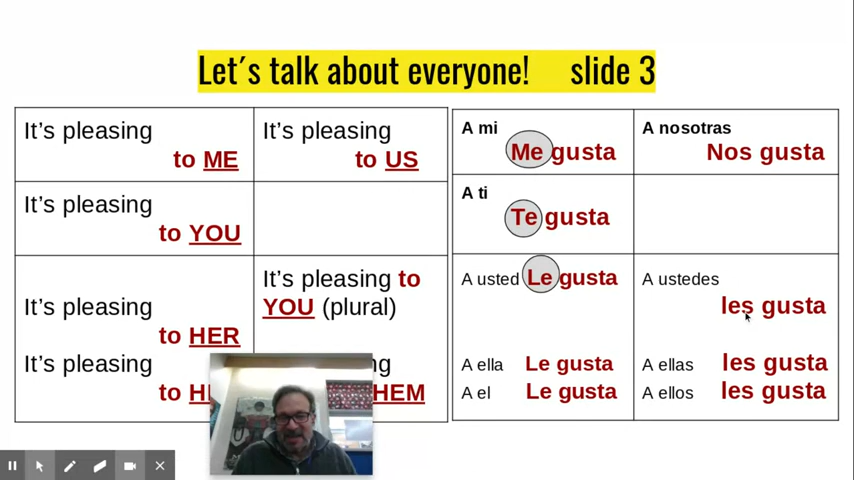 Let´s talk about everyone! slide 3
It's pleasing
to ME
It's pleasing
to US
It's pleasing
to YOU
It's pleasing
to HER
It's pleasing
to
It's pleasing to
YOU (plural)
A mi
Me gusta
A nosotras
Nos gusta
A ti
Te gusta
A usted Le gusta
A ella Le gusta
A el Le gusta
A ustedes
les gusta
A ellas les gusta
A ellos les gusta